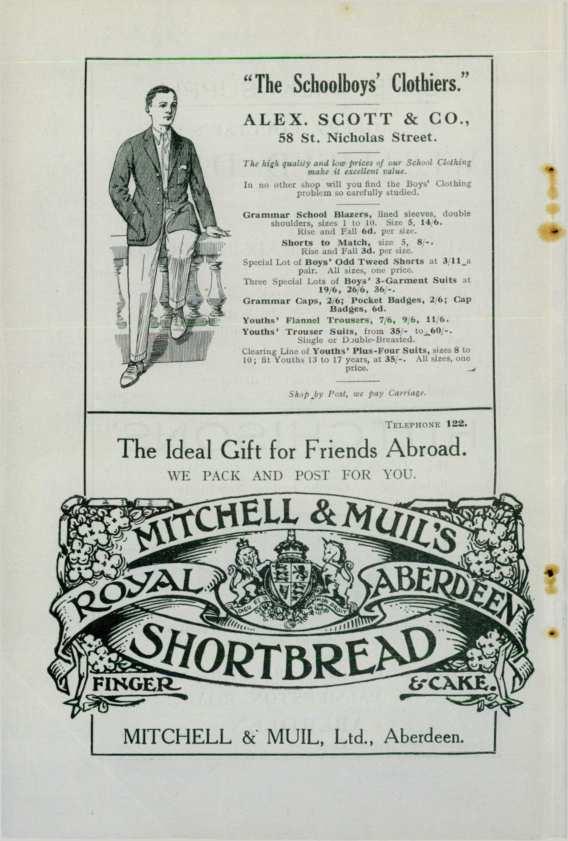 "The Schoolboys' Clothiers."
ALEX. SCOTT & CO.,
58 St. Nicholas Street.
The high quality and low prices of our School Clothing
make it excellent value.
In no other shop will you find the Boys' Clothing
problem so carefully studied.
Grammar School Blazers, lined sleeves, double
shoulders, sizes 1 to 10. Size 5, 14/6.
Rise and Fall 6d. per size.
Shorts to Match, size 5, 8/-.
Rise and Fall 3d. per size.
Special Lot of Boys' Odd Tweed Shorts at 3/11 a
pair. All sizes, one price.
Three Special Lots of Boys' 3-Garment Suits at
19/6, 26/6, 36/-.
Grammar Caps, 2/6; Pocket Badges, 2/6; Cap
Badges, 6d.
Youths' Flannel Trousers, 7/6, 9/6, 11/6.
Youths' Trouser Suits, from 35/- to 60/-.
Single or Double-Breasted.
Clearing Line of Youths' Plus-Four Suits, sizes 8 to
10; fit Youths 13 to 17 years, at 35/-. All sizes, one
price.
Shop by Post, we pay Carriage.
TELEPHONE 122.
The Ideal Gift for Friends Abroad.
WE PACK AND POST FOR YOU.
MITCHELL & MUIL'S
ROYAL ABERDEEN
SHORTBREAD
FINGER & CAKE.
MITCHELL & MUIL, Ltd., Aberdeen.